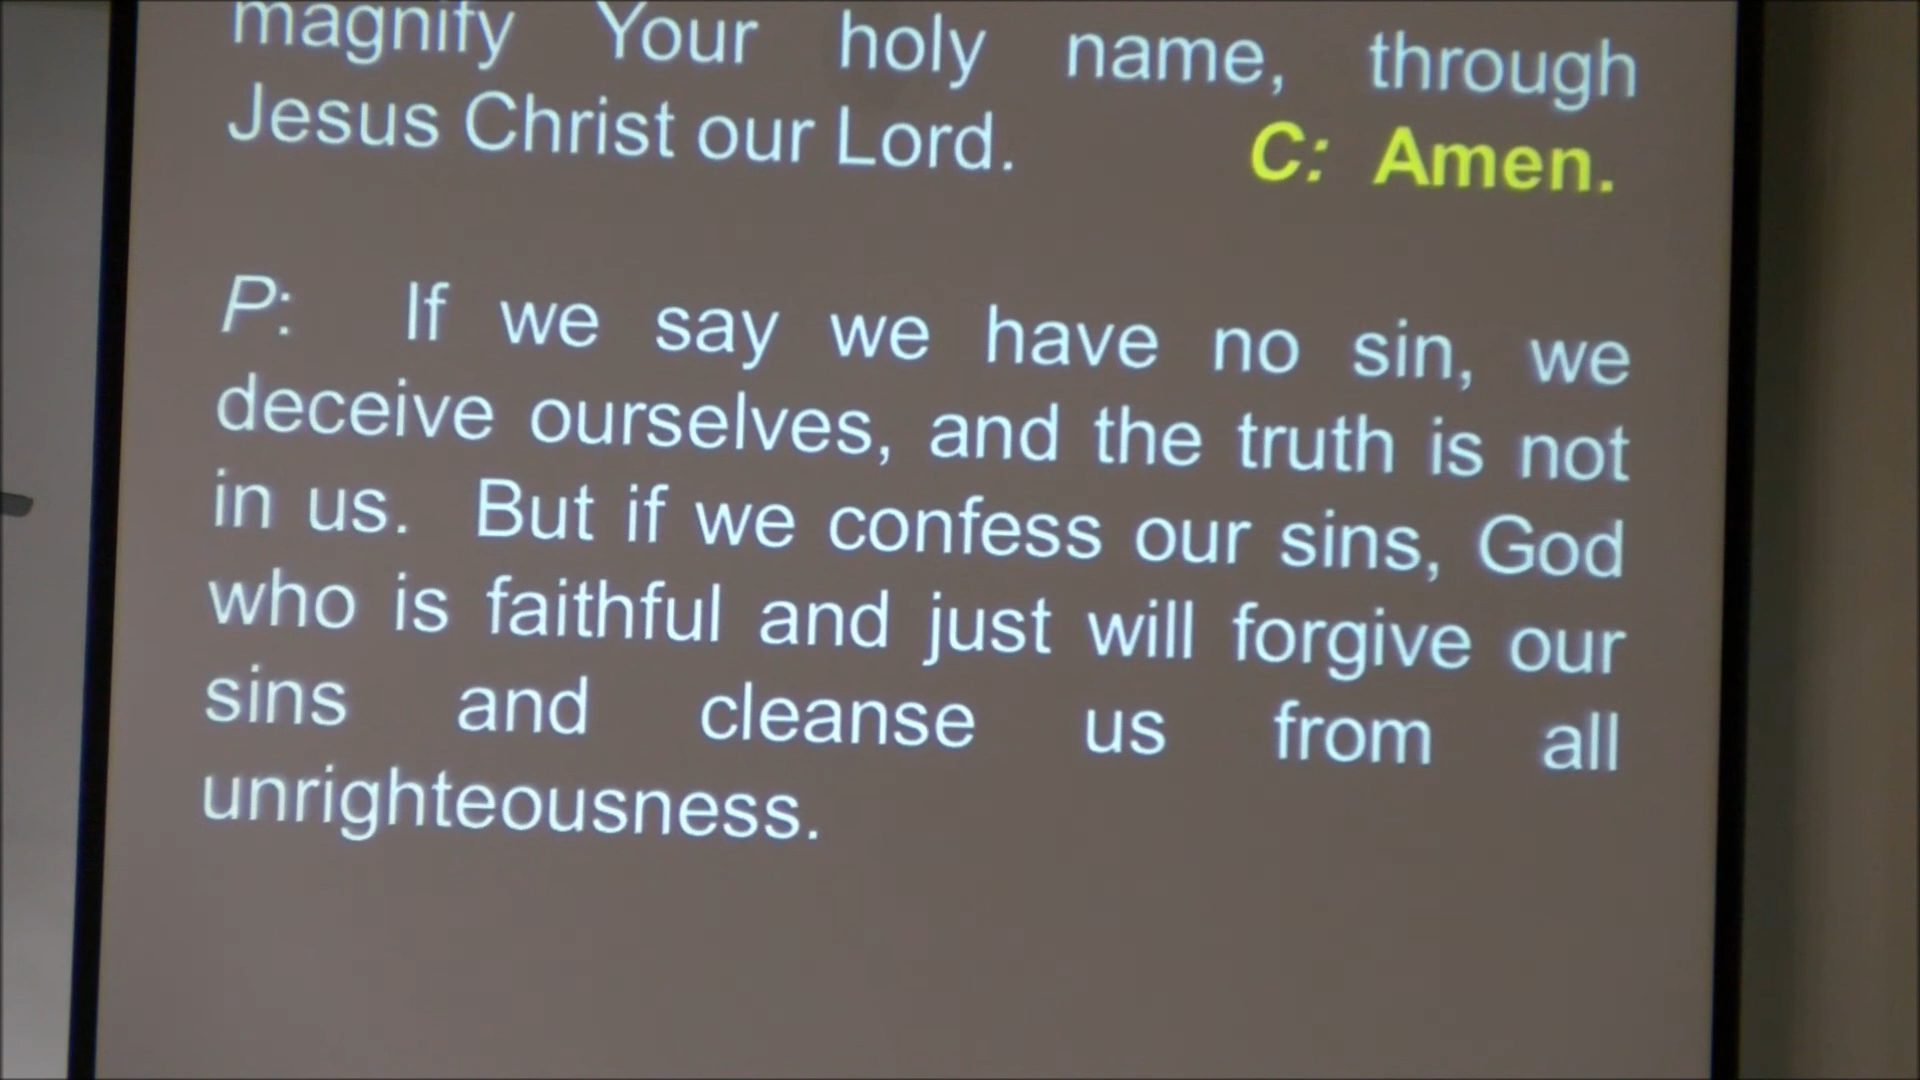 magnify Your holy name, through
Jesus Christ our Lord. C: Amen.
P: If we say we have no sin, we
deceive ourselves, and the truth is not
in us. But if we confess our sins, God
who is faithful and just will forgive our
sins and cleanse us from all
unrighteousness.